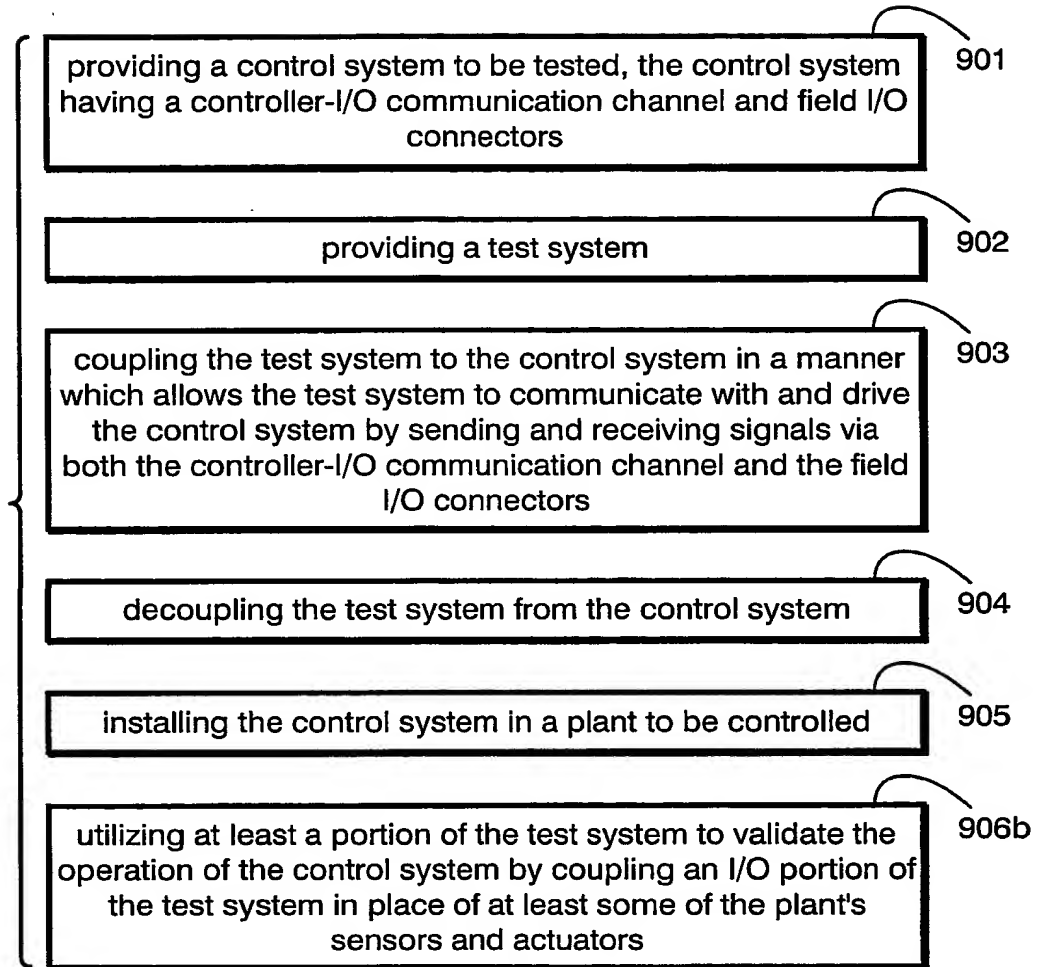 providing a control system to be tested, the control system
having a controller-I/O communication channel and field I/O
connectors
901
providing a test system
902
coupling the test system to the control system in a manner
which allows the test system to communicate with and drive
the control system by sending and receiving signals via
both the controller-I/O communication channel and the field
I/O connectors
903
decoupling the test system from the control system
904
installing the control system in a plant to be controlled
905
utilizing at least a portion of the test system to validate the
operation of the control system by coupling an I/O portion of
the test system in place of at least some of the plant's
sensors and actuators
906b